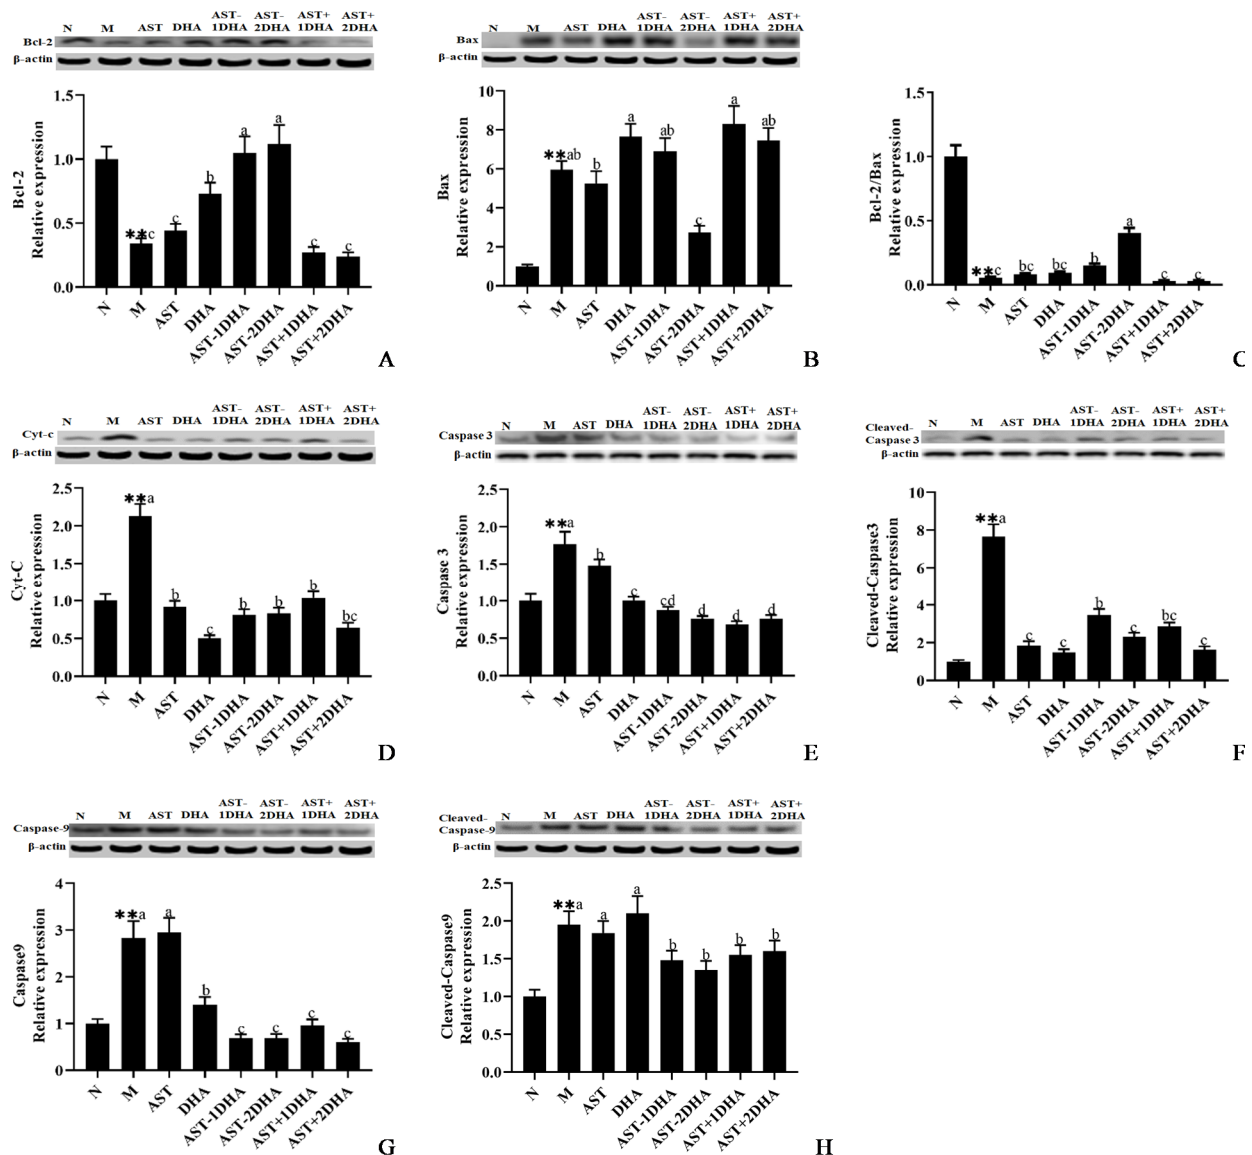 N M AST DHA AST- 1DHA AST- 2DHA AST+ 1DHA AST+ 2DHA
Bcl-2
β-actin
Bcl-2
Relative expression
1.5
1.0
0.5
0.0
**c c b a a c c
N M AST DHA AST-1DHA AST-2DHA AST+1DHA AST+2DHA
A
N M AST DHA AST- 1DHA AST- 2DHA AST+ 1DHA AST+ 2DHA
Bax
β-actin
Bax
Relative expression
10
8
6
4
2
0
**ab b a ab c a ab
N M AST DHA AST-1DHA AST-2DHA AST+1DHA AST+2DHA
B
Bcl-2/Bax
Relative expression
1.5
1.0
0.5
0.0
**c bc bc b a c c
N M AST DHA AST-1DHA AST-2DHA AST+1DHA AST+2DHA
C
N M AST DHA AST- 1DHA AST- 2DHA AST+ 1DHA AST+ 2DHA
Cyt-c
β-actin
Cyt-C
Relative expression
2.5
2.0
1.5
1.0
0.5
0.0
**a b c b b b bc
N M AST DHA AST-1DHA AST-2DHA AST+1DHA AST+2DHA
D
N M AST DHA AST- 1DHA AST- 2DHA AST+ 1DHA AST+ 2DHA
Caspase 3
β-actin
Caspase 3
Relative expression
2.5
2.0
1.5
1.0
0.5
0.0
**a b c cd d d d
N M AST DHA AST-1DHA AST-2DHA AST+1DHA AST+2DHA
E
N M AST DHA AST- 1DHA AST- 2DHA AST+ 1DHA AST+ 2DHA
Cleaved-
Caspase 3
β-actin
Cleaved-Caspase3
Relative expression
10
8
6
4
2
0
**a c c b c bc c
N M AST DHA AST-1DHA AST-2DHA AST+1DHA AST+2DHA
F
N M AST DHA AST- 1DHA AST- 2DHA AST+ 1DHA AST+ 2DHA
Caspase-9
β-actin
Caspase9
Relative expression
4
3
2
1
0
**a a b c c c c
N M AST DHA AST-1DHA AST-2DHA AST+1DHA AST+2DHA
G
N M AST DHA AST- 1DHA AST- 2DHA AST+ 1DHA AST+ 2DHA
Cleaved-
Caspase-9
β-actin
Cleaved-Caspase9
Relative expression
2.5
2.0
1.5
1.0
0.5
0.0
**a a a b b b b
N M AST DHA AST-1DHA AST-2DHA AST+1DHA AST+2DHA
H